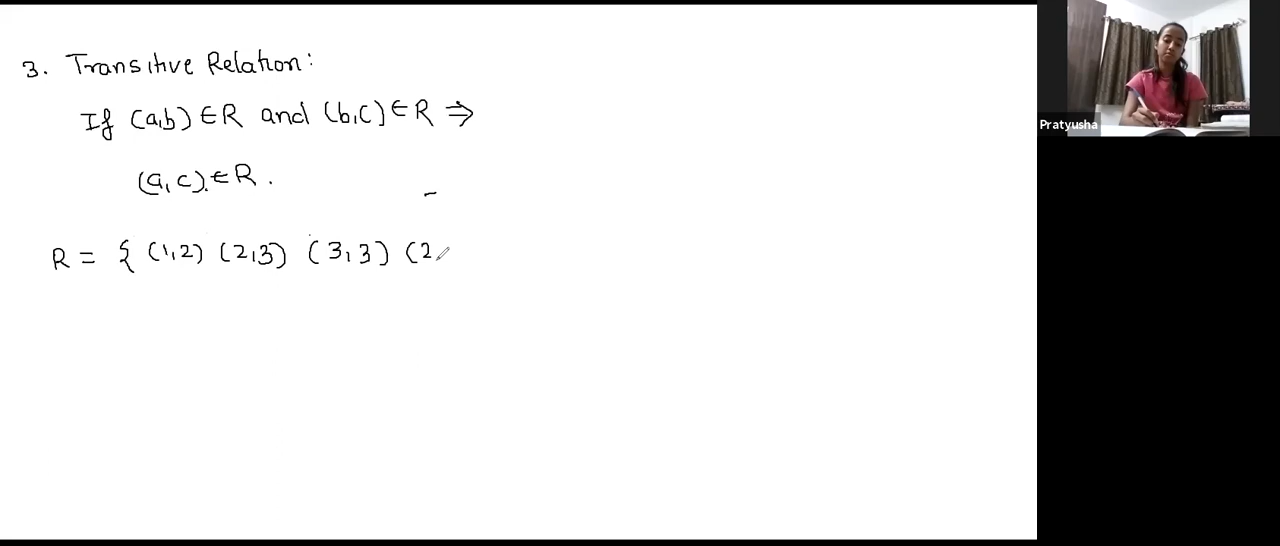 3. Transitive Relation:
If (a,b) ∈ R and (b,c) ∈ R ⇒
(a,c) ∈ R.
R = { (1,2) (2,3) (3,3) (2,
Pratyusha